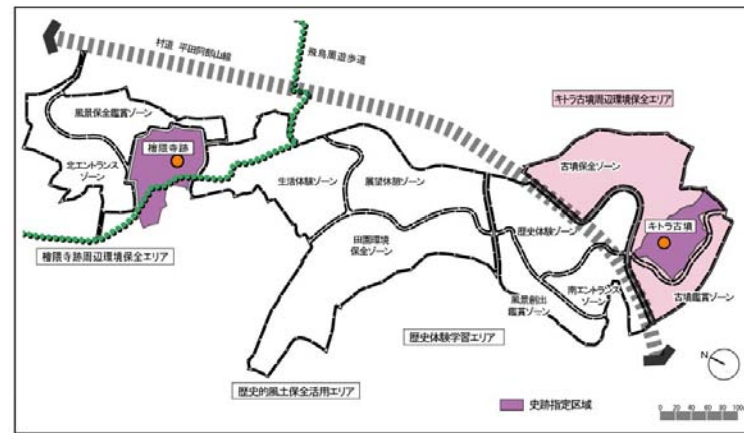 村道 平田阿部山線
飛鳥周遊歩道
キトラ古墳周辺環境保全エリア
風景保全鑑賞ゾーン
古墳保全ゾーン
檜隈寺跡
北エントランス
ゾーン
生活体験ゾーン
展望休憩ゾーン
歴史体験ゾーン
キトラ古墳
田園環境
保全ゾーン
檜隈寺跡周辺環境保全エリア
南エントランス
ゾーン
古墳鑑賞ゾーン
風景創出
鑑賞ゾーン
歴史体験学習エリア
N
歴史的風土保全活用エリア
史跡指定区域
0 20 40 60 80 100